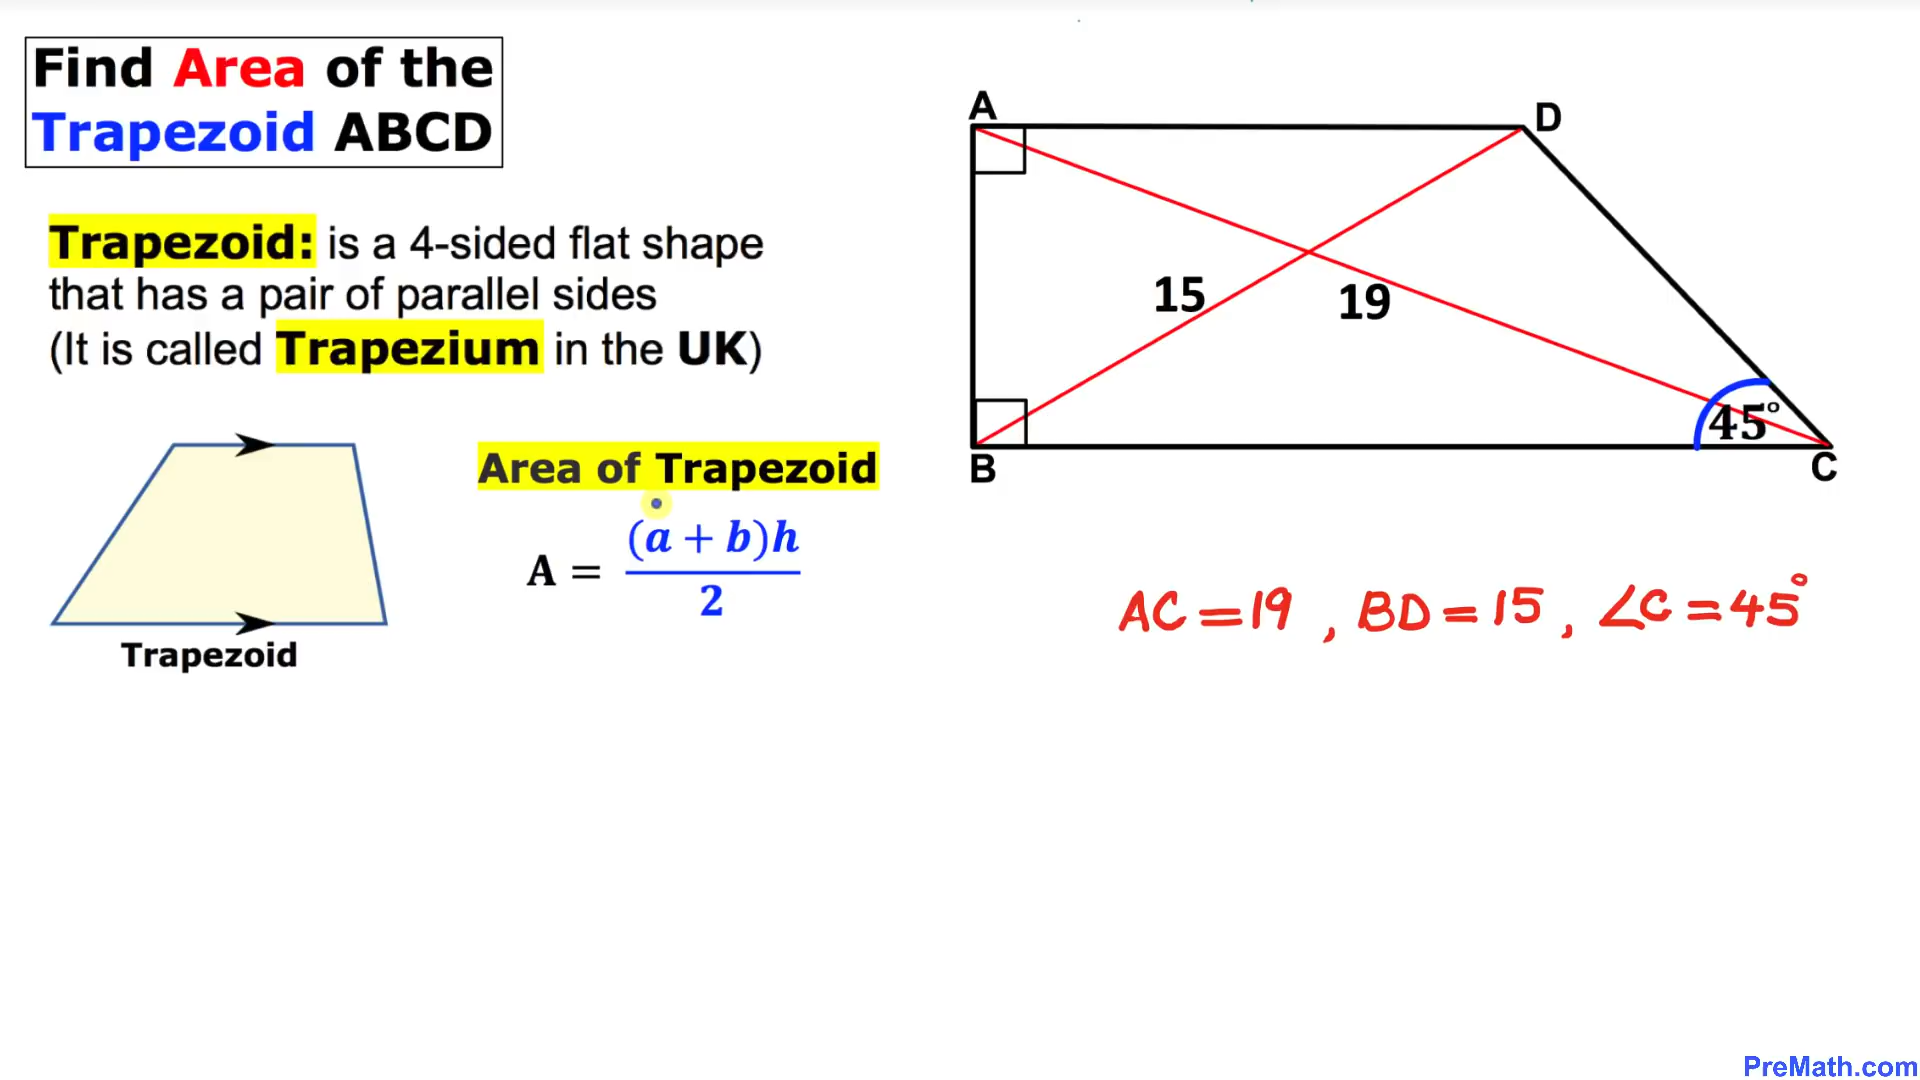 Find Area of the
Trapezoid ABCD
Trapezoid: is a 4-sided flat shape
that has a pair of parallel sides
(It is called Trapezium in the UK)
Trapezoid
Area of Trapezoid
A = (a + b)h / 2
A
D
15
19
45°
B
C
AC = 19 , BD = 15 , ∠C = 45°
PreMath.com